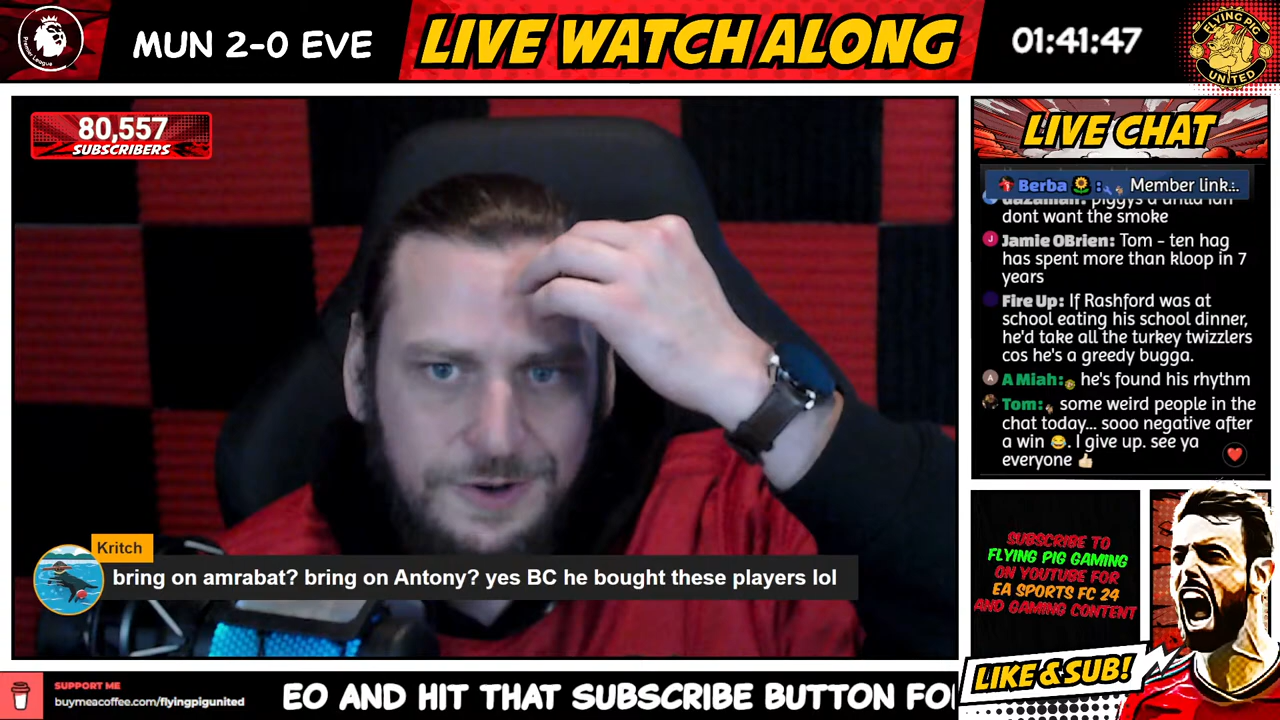 Premier League
MUN 2-0 EVE
LIVE WATCH ALONG
01:41:47
FLYING PIG
UNITED
80,557
SUBSCRIBERS
LIVE CHAT
Berba 🌻 : Member link...
dont want the smoke
J Jamie OBrien: Tom - ten hag
has spent more than kloop in 7
years
Fire Up: If Rashford was at
school eating his school dinner,
he'd take all the turkey twizzlers
cos he's a greedy bugga.
A A Miah: he's found his rhythm
Tom: some weird people in the
chat today... sooo negative after
a win 😂. I give up. see ya
everyone 👍🏻
Kritch
bring on amrabat? bring on Antony? yes BC he bought these players lol
SUBSCRIBE TO
FLYING PIG GAMING
ON YOUTUBE FOR
EA SPORTS FC 24
AND GAMING CONTENT
LIKE & SUB!
SUPPORT ME
buymeacoffee.com/flyingpigunited
EO AND HIT THAT SUBSCRIBE BUTTON FO